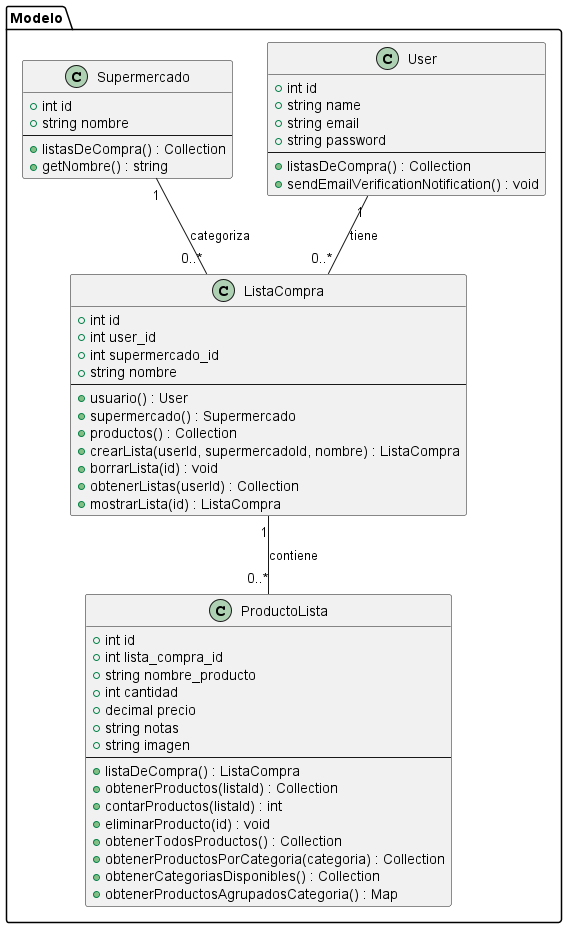 Modelo
C Supermercado
int id
string nombre
listasDeCompra() : Collection
getNombre() : string
C User
int id
string name
string email
string password
listasDeCompra() : Collection
sendEmailVerificationNotification() : void
1
categoriza
0..*
1
tiene
0..*
C ListaCompra
int id
int user_id
int supermercado_id
string nombre
usuario() : User
supermercado() : Supermercado
productos() : Collection
crearLista(userId, supermercadoId, nombre) : ListaCompra
borrarLista(id) : void
obtenerListas(userId) : Collection
mostrarLista(id) : ListaCompra
1
contiene
0..*
C ProductoLista
int id
int lista_compra_id
string nombre_producto
int cantidad
decimal precio
string notas
string imagen
listaDeCompra() : ListaCompra
obtenerProductos(listaId) : Collection
contarProductos(listaId) : int
eliminarProducto(id) : void
obtenerTodosProductos() : Collection
obtenerProductosPorCategoria(categoria) : Collection
obtenerCategoriasDisponibles() : Collection
obtenerProductosAgrupadosCategoria() : Map